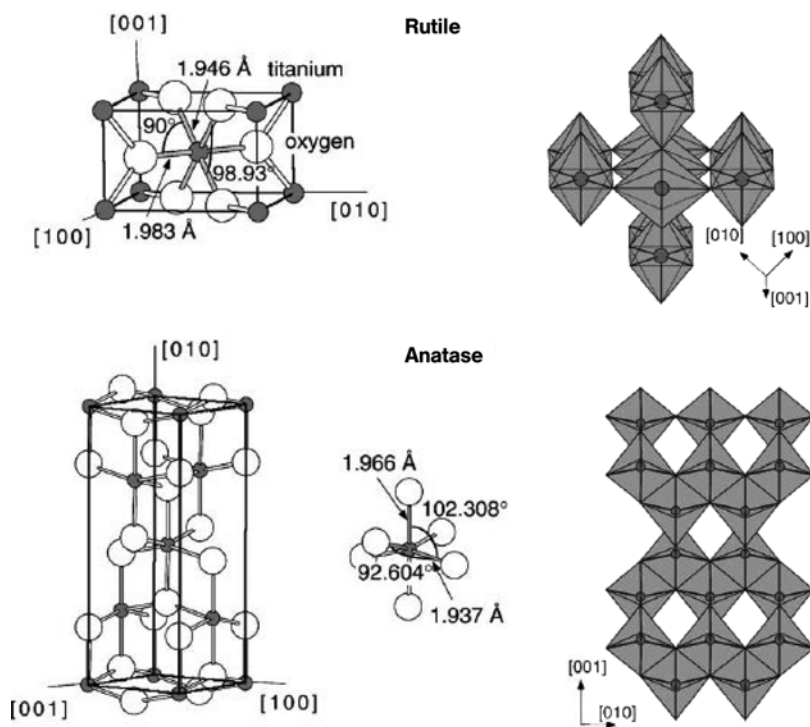 Rutile
[001]
1.946 Å
titanium
90°
oxygen
98.93°
[010]
[100]
1.983 Å
[010]
[100]
[001]
Anatase
[010]
1.966 Å
102.308°
92.604°
1.937 Å
[001]
[100]
[001]
[010]